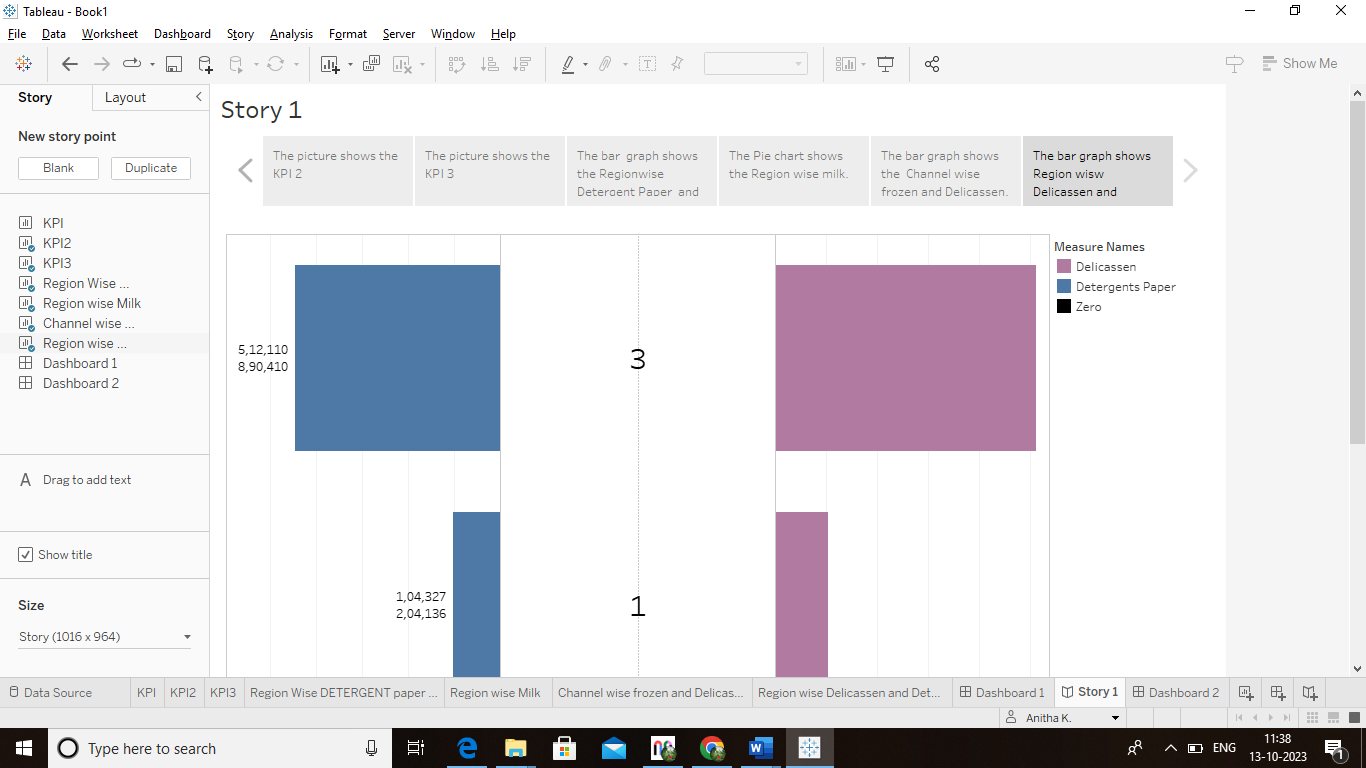 Tableau - Book1
File Data Worksheet Dashboard Story Analysis Format Server Window Help
Show Me
Story Layout
New story point
Blank Duplicate
KPI
KPI2
KPI3
Region Wise ...
Region wise Milk
Channel wise ...
Region wise ...
Dashboard 1
Dashboard 2
A Drag to add text
Show title
Size
Story (1016 x 964)
Story 1
The picture shows the
KPI 2
The picture shows the
KPI 3
The bar graph shows
the Regionwise
Detergent Paper and
The Pie chart shows
the Region wise milk.
The bar graph shows
the Channel wise
frozen and Delicassen.
The bar graph shows
Region wisw
Delicassen and
5,12,110
8,90,410
3
1,04,327
2,04,136
1
Measure Names
Delicassen
Detergents Paper
Zero
Data Source KPI KPI2 KPI3 Region Wise DETERGENT paper ... Region wise Milk Channel wise frozen and Delicas... Region wise Delicassen and Det... Dashboard 1 Story 1 Dashboard 2
Anitha K.
Type here to search
ENG
11:38
13-10-2023
1